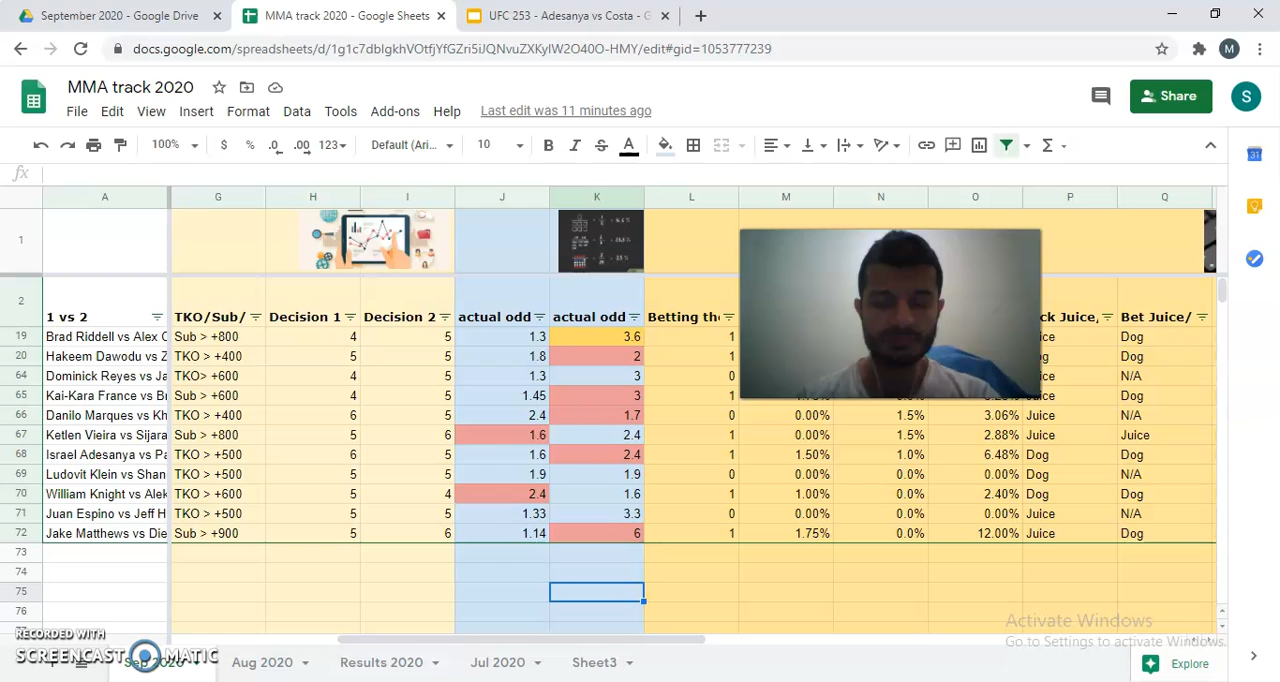 September 2020 - Google Drive
MMA track 2020 - Google Sheets
UFC 253 - Adesanya vs Costa - G
docs.google.com/spreadsheets/d/
/edit#gid=1053777239
M
MMA track 2020
File Edit View Insert Format Data Tools Add-ons Help Last edit was 11 minutes ago
Share
S
100% $ % .0 .00 123 Default (Ari... 10 B I S A
fx
A G H I J K L M N O P Q
1
2 1 vs 2 TKO/Sub/ Decision 1 Decision 2 actual odd actual odd Betting the ck Juice, Bet Juice/
19 Brad Riddell vs Alex C Sub > +800 4 5 1.3 3.6 1 Dog
20 Hakeem Dawodu vs Z TKO > +400 5 5 1.8 2 1 Dog
64 Dominick Reyes vs Ja TKO> +600 4 5 1.3 3 N/A
65 Kai-Kara France vs Br Sub > +600 4 5 1.45 3 1 Dog
66 Danilo Marques vs Kh TKO > +400 6 5 2.4 1.7 0 0.00% 1.5% 3.06% Juice N/A
67 Ketlen Vieira vs Sijara Sub > +800 5 6 1.6 2.4 1 0.00% 1.5% 2.88% Juice Juice
68 Israel Adesanya vs Pa TKO > +500 6 5 1.6 2.4 1 1.50% 1.0% 6.48% Dog Dog
69 Ludovit Klein vs Shan TKO > +500 5 5 1.9 1.9 0 0.00% 0.0% 0.00% Dog N/A
70 William Knight vs Alek TKO > +600 5 4 2.4 1.6 1 1.00% 0.0% 2.40% Dog Dog
71 Juan Espino vs Jeff H TKO > +500 5 5 1.33 3.3 0 0.00% 0.0% 0.00% Juice N/A
72 Jake Matthews vs Die Sub > +900 5 6 1.14 6 1 1.75% 0.0% 12.00% Juice Dog
73
74
75
76
Activate Windows
Go to Settings to activate Windows.
RECORDED WITH
SCREENCAST MATIC
Sep 2020 Aug 2020 Results 2020 Jul 2020 Sheet3
Explore